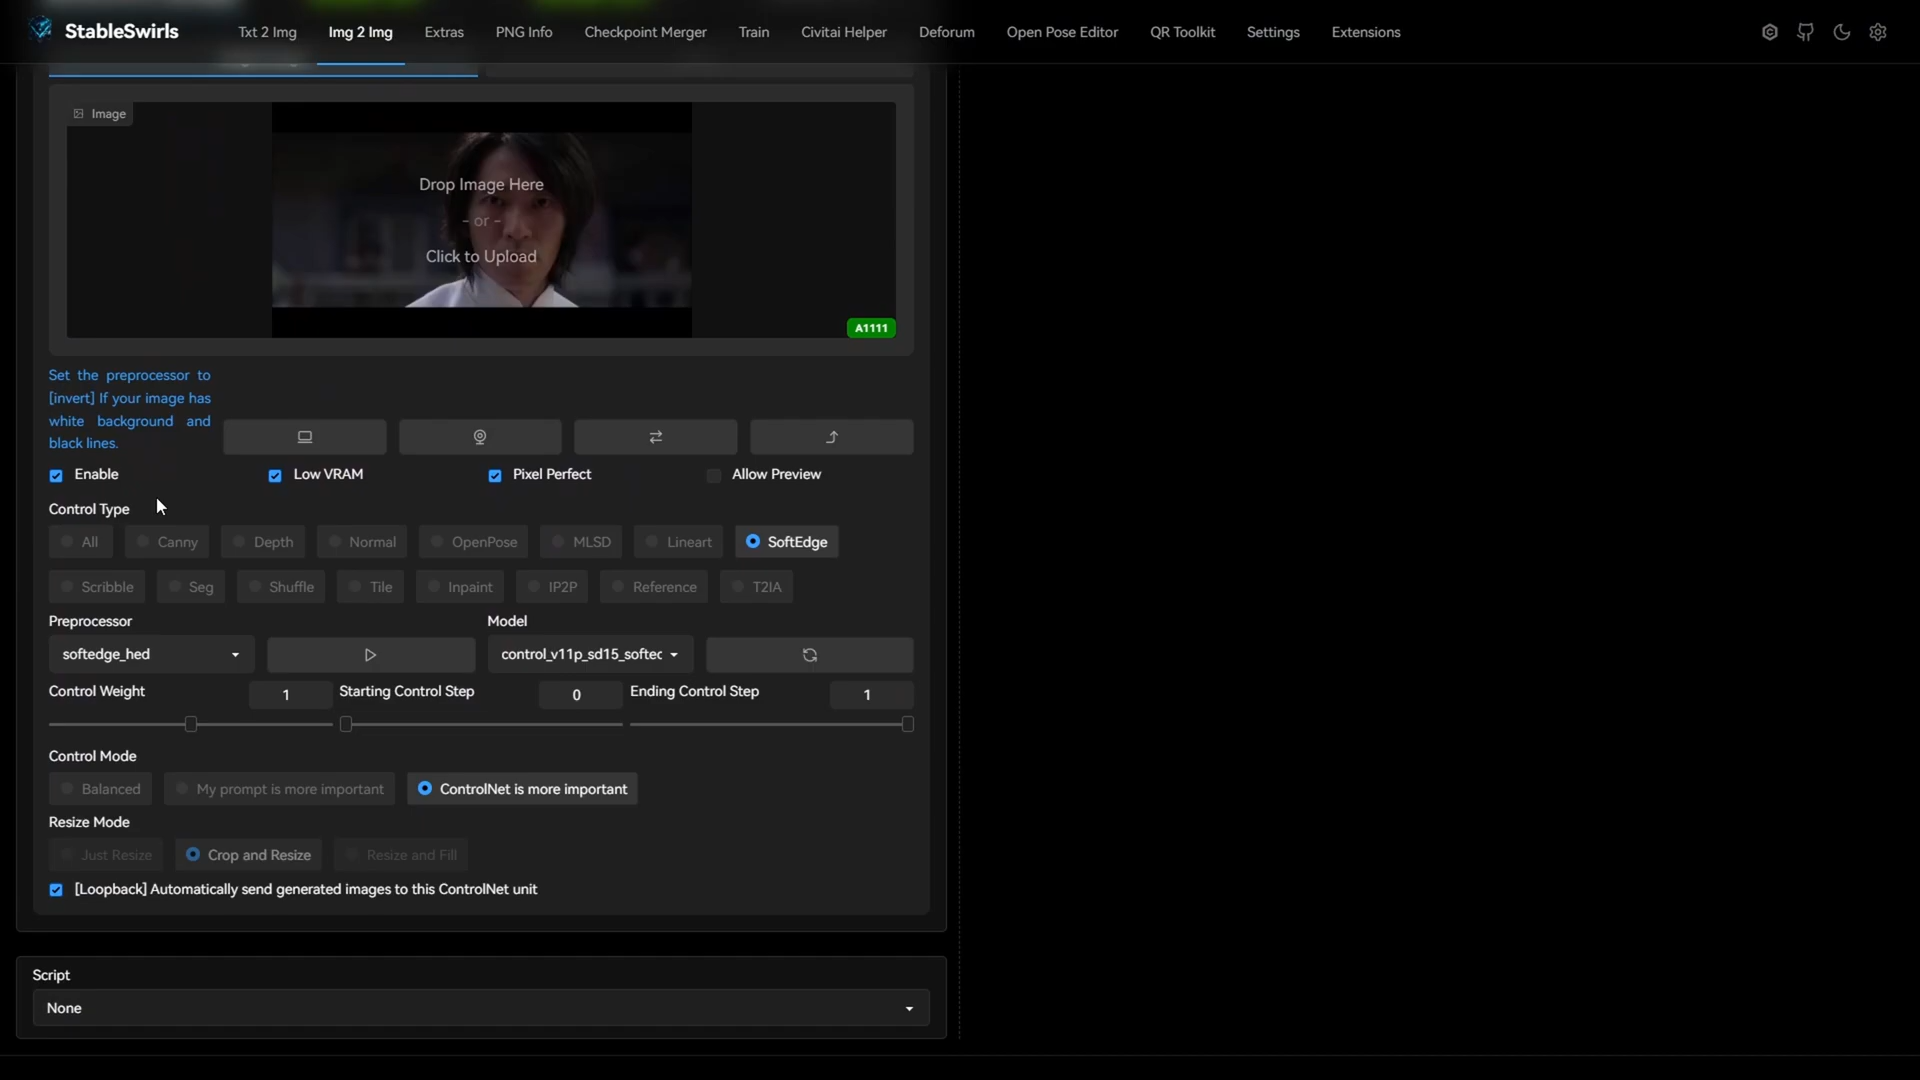 StableSwirls
Txt 2 Img
Img 2 Img
Extras
PNG Info
Checkpoint Merger
Train
Civitai Helper
Deforum
Open Pose Editor
QR Toolkit
Settings
Extensions
Image
Drop Image Here
- or -
Click to Upload
A1111
Set the preprocessor to
[invert] If your image has
white background and
black lines.
Enable
Low VRAM
Pixel Perfect
Allow Preview
Control Type
All
Canny
Depth
Normal
OpenPose
MLSD
Lineart
SoftEdge
Scribble
Seg
Shuffle
Tile
Inpaint
IP2P
Reference
T2IA
Preprocessor
Model
softedge_hed
control_v11p_sd15_softec
Control Weight
1
Starting Control Step
0
Ending Control Step
1
Control Mode
Balanced
My prompt is more important
ControlNet is more important
Resize Mode
Just Resize
Crop and Resize
Resize and Fill
[Loopback] Automatically send generated images to this ControlNet unit
Script
None